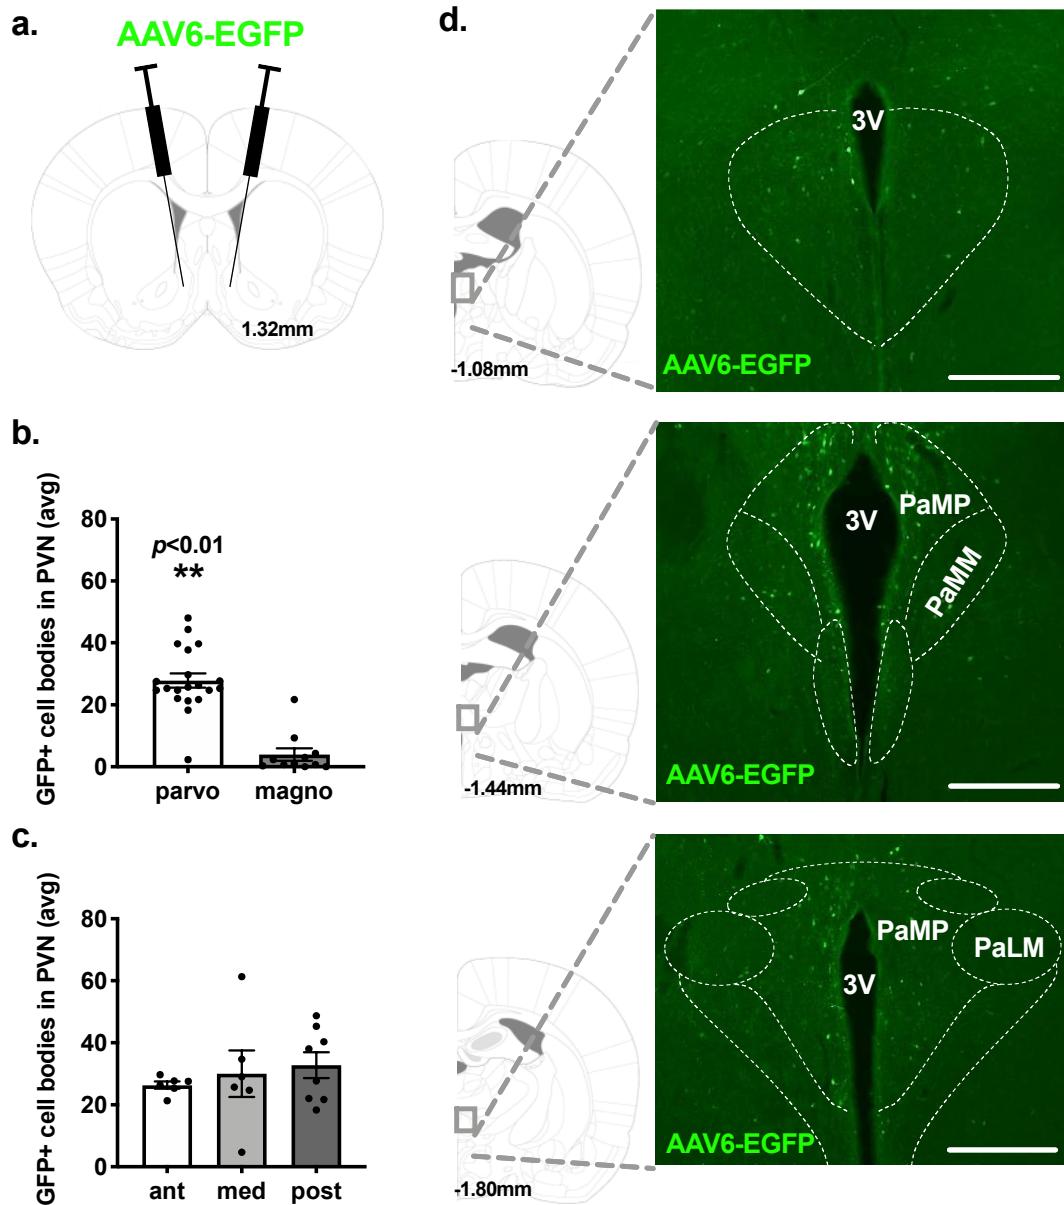 a.
AAV6-EGFP
1.32mm
b.
GFP+ cell bodies in PVN (avg)
80
60
40
20
0
p<0.01
**
parvo
magno
c.
GFP+ cell bodies in PVN (avg)
80
60
40
20
0
ant
med
post
d.
-1.08mm
3V
AAV6-EGFP
-1.44mm
3V
PaMP
PaMM
AAV6-EGFP
-1.80mm
PaMP
PaLM
3V
AAV6-EGFP